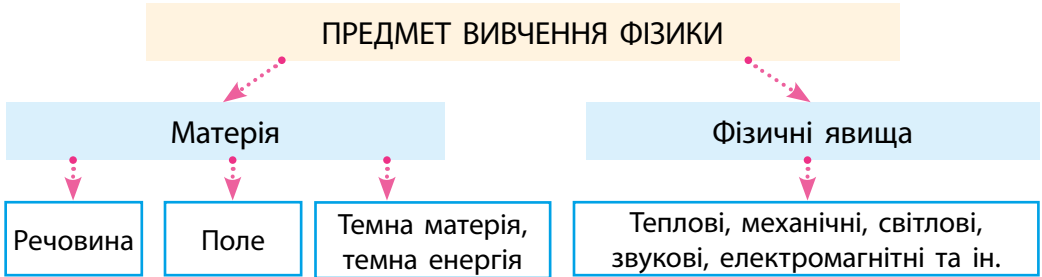 ПРЕДМЕТ ВИВЧЕННЯ ФІЗИКИ
Матерія
Фізичні явища
Речовина
Поле
Темна матерія,
темна енергія
Теплові, механічні, світлові,
звукові, електромагнітні та ін.